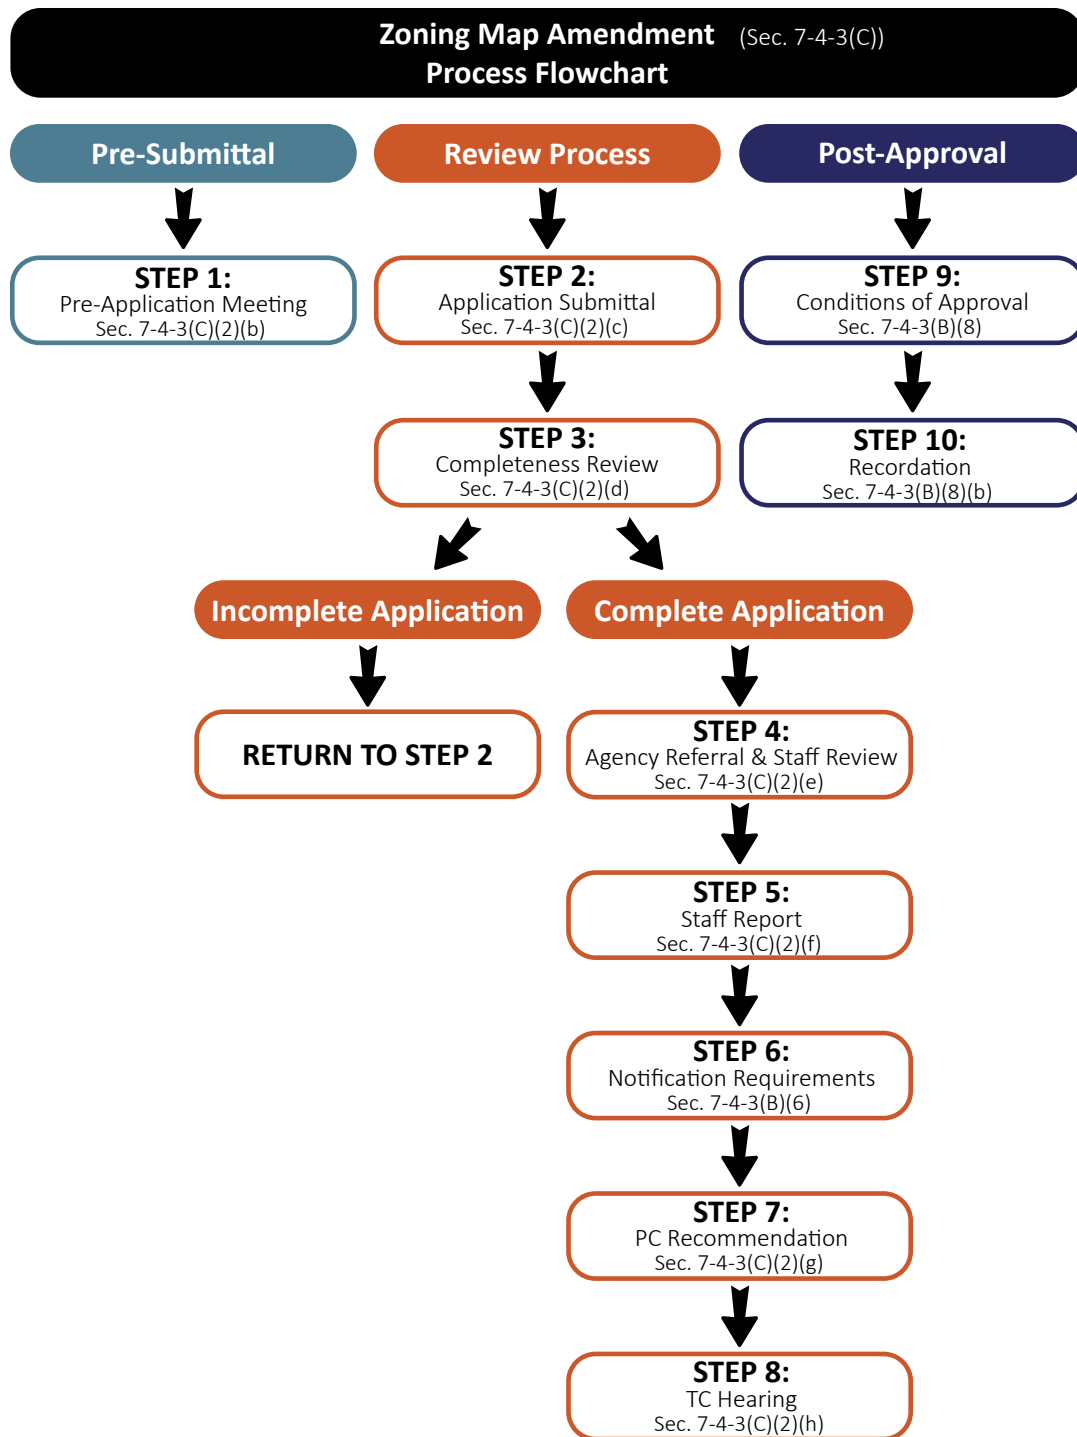 Zoning Map Amendment (Sec. 7-4-3(C))
Process Flowchart
Pre-Submittal
STEP 1:
Pre-Application Meeting
Sec. 7-4-3(C)(2)(b)
Review Process
STEP 2:
Application Submittal
Sec. 7-4-3(C)(2)(c)
STEP 3:
Completeness Review
Sec. 7-4-3(C)(2)(d)
Incomplete Application
RETURN TO STEP 2
Complete Application
STEP 4:
Agency Referral & Staff Review
Sec. 7-4-3(C)(2)(e)
STEP 5:
Staff Report
Sec. 7-4-3(C)(2)(f)
STEP 6:
Notification Requirements
Sec. 7-4-3(B)(6)
STEP 7:
PC Recommendation
Sec. 7-4-3(C)(2)(g)
STEP 8:
TC Hearing
Sec. 7-4-3(C)(2)(h)
Post-Approval
STEP 9:
Conditions of Approval
Sec. 7-4-3(B)(8)
STEP 10:
Recordation
Sec. 7-4-3(B)(8)(b)